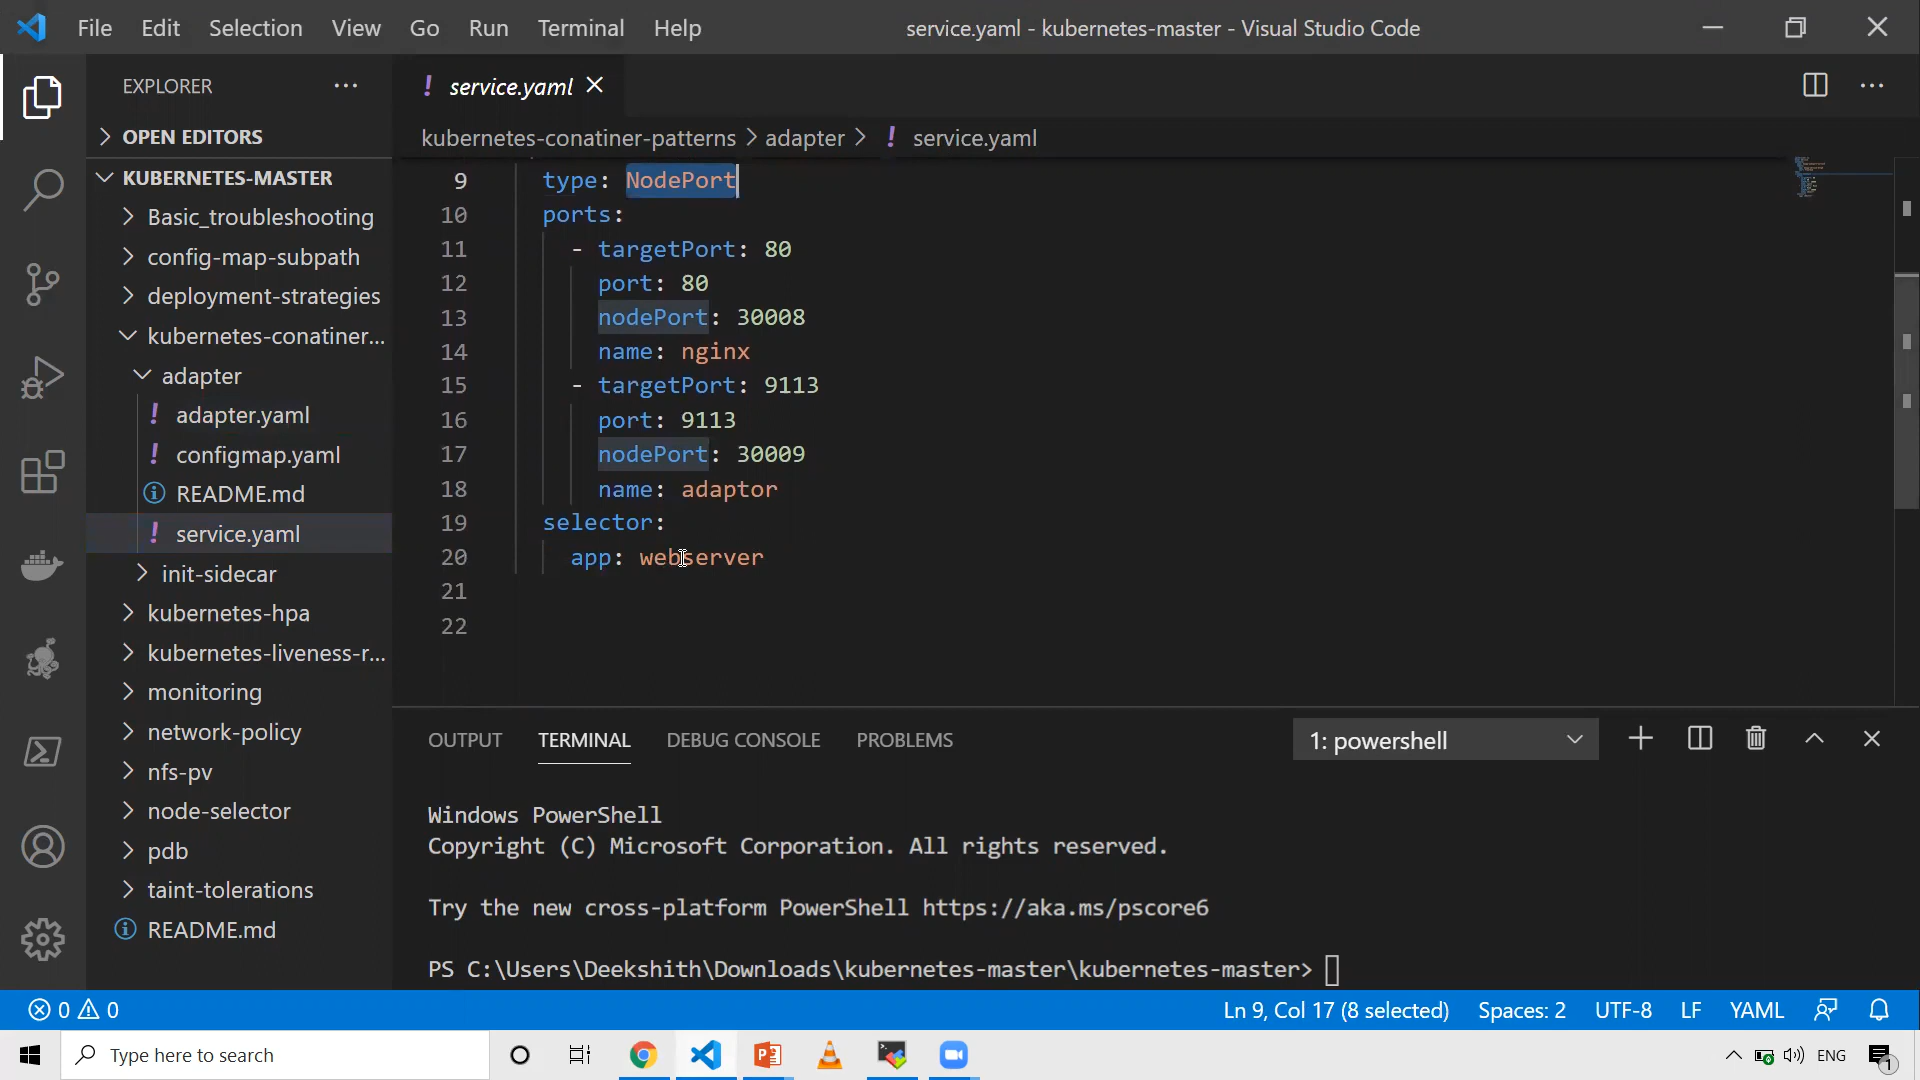 File Edit Selection View Go Run Terminal Help
service.yaml - kubernetes-master - Visual Studio Code
EXPLORER
OPEN EDITORS
KUBERNETES-MASTER
Basic_troubleshooting
config-map-subpath
deployment-strategies
kubernetes-conatiner...
adapter
! adapter.yaml
! configmap.yaml
README.md
! service.yaml
init-sidecar
kubernetes-hpa
kubernetes-liveness-r...
monitoring
network-policy
nfs-pv
node-selector
pdb
taint-tolerations
README.md
! service.yaml
kubernetes-conatiner-patterns > adapter > ! service.yaml
9 type: NodePort
10 ports:
11 - targetPort: 80
12 port: 80
13 nodePort: 30008
14 name: nginx
15 - targetPort: 9113
16 port: 9113
17 nodePort: 30009
18 name: adaptor
19 selector:
20 app: webserver
21
22
OUTPUT TERMINAL DEBUG CONSOLE PROBLEMS
1: powershell
Windows PowerShell
Copyright (C) Microsoft Corporation. All rights reserved.
Try the new cross-platform PowerShell https://aka.ms/pscore6
PS C:\Users\Deekshith\Downloads\kubernetes-master\kubernetes-master>
0 0
Ln 9, Col 17 (8 selected) Spaces: 2 UTF-8 LF YAML
Type here to search
ENG
1